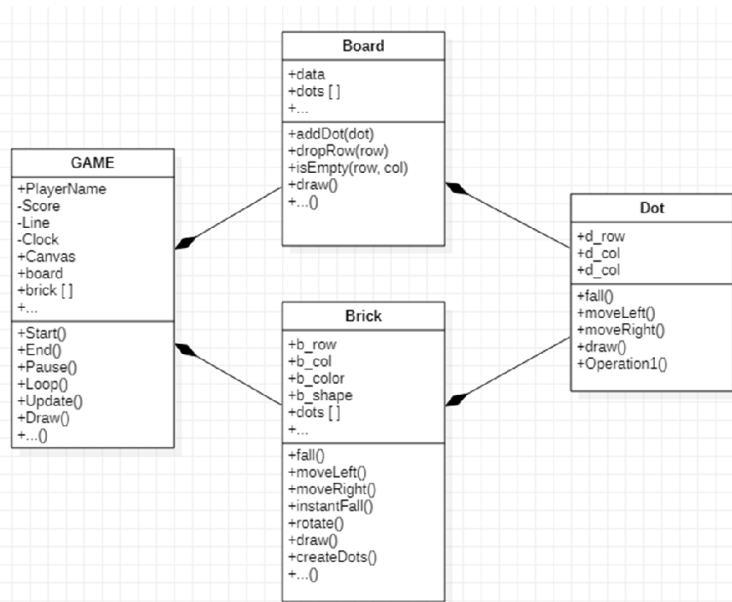 Board
+data
+dots [ ]
+...
+addDot(dot)
+dropRow(row)
+isEmpty(row, col)
+draw()
+...()
GAME
+PlayerName
-Score
-Line
-Clock
+Canvas
+board
+brick [ ]
+...
+Start()
+End()
+Pause()
+Loop()
+Update()
+Draw()
+...()
Dot
+d_row
+d_col
+d_col
+fall()
+moveLeft()
+moveRight()
+draw()
+Operation1()
Brick
+b_row
+b_col
+b_color
+b_shape
+dots [ ]
+...
+fall()
+moveLeft()
+moveRight()
+instantFall()
+rotate()
+draw()
+createDots()
+...()